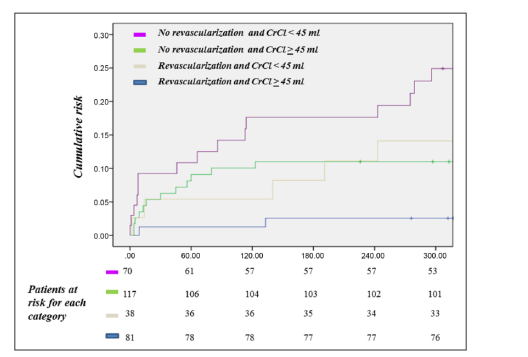 No revascularization and CrCl < 45 ml
No revascularization and CrCl ≥ 45 ml
Revascularization and CrCl < 45 ml
Revascularization and CrCl ≥ 45 ml
Cumulative risk
0.30
0.25
0.20
0.15
0.10
0.05
0.00
.00 60.00 120.00 180.00 240.00 300.00
70 61 57 57 57 53
Patients at risk for each category
117 106 104 103 102 101
38 36 36 35 34 33
81 78 78 77 77 76